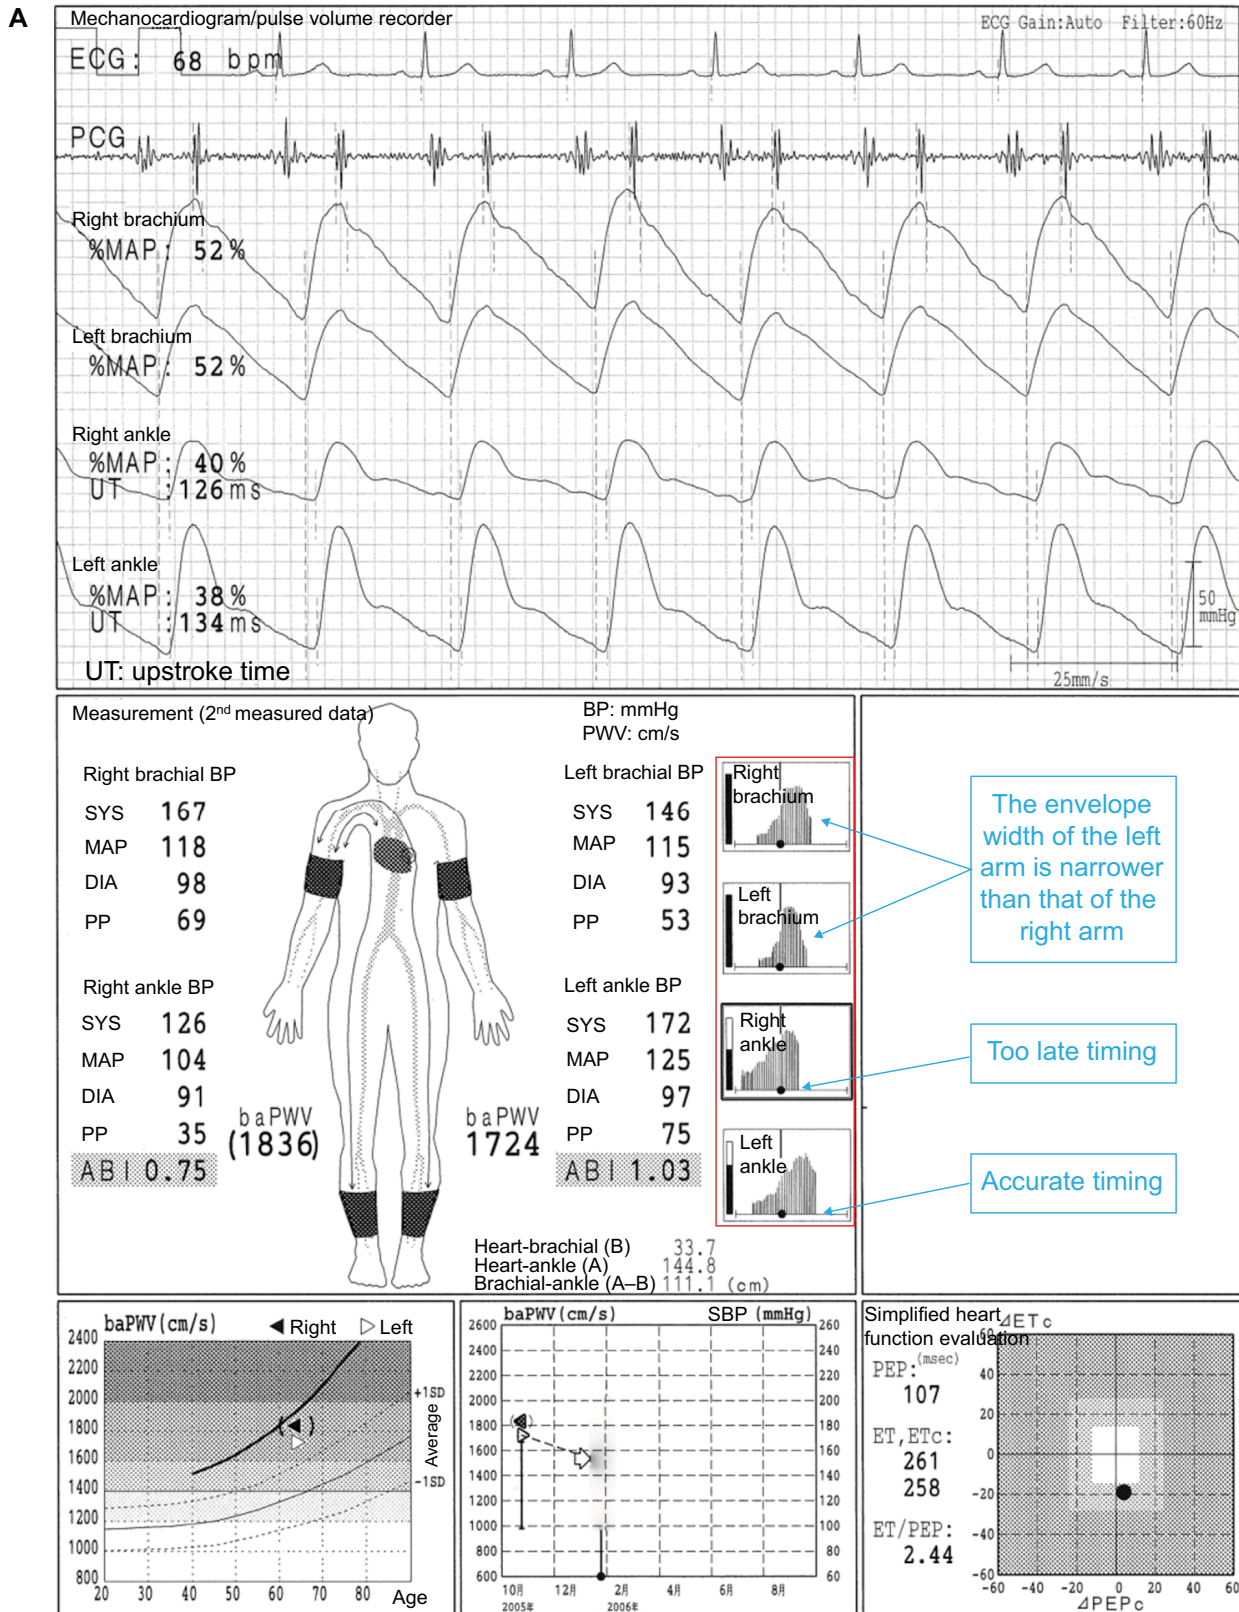 A
Mechanocardiogram/pulse volume recorder
ECG Gain:Auto Filter:60Hz
ECG: 68 bpm
PCG
Right brachium
%MAP: 52%
Left brachium
%MAP: 52%
Right ankle
%MAP: 40%
UT :126ms
Left ankle
%MAP: 38%
UT :134ms
50
mmHg
UT: upstroke time
25mm/s
Measurement (2nd measured data)
BP: mmHg
PWV: cm/s
Right brachial BP
SYS 167
MAP 118
DIA 98
PP 69
Left brachial BP
SYS 146
MAP 115
DIA 93
PP 53
Right brachium
Left brachium
The envelope
width of the left
arm is narrower
than that of the
right arm
Right ankle BP
SYS 126
MAP 104
DIA 91
PP 35
ABI 0.75
baPWV
(1836)
baPWV
1724
Left ankle BP
SYS 172
MAP 125
DIA 97
PP 75
ABI 1.03
Right ankle
Left ankle
Too late timing
Accurate timing
Heart-brachial (B) 33.7
Heart-ankle (A) 144.8
Brachial-ankle (A–B) 111.1 (cm)
baPWV(cm/s)
Right Left
2400
2200
2000
1800
1600
1400
1200
1000
800
20 30 40 50 60 70 80
Age
+1SD
Average
-1SD
baPWV(cm/s) SBP (mmHg)
2600 260
2400 240
2200 220
2000 200
1800 180
1600 160
1400 140
1200 120
1000 100
800 80
600 60
10月 12月 2月 4月 6月 8月
2005年 2006年
Simplified heart
function evaluation
⊿ETc
PEP:(msec)
107
ET,ETc:
261
258
ET/PEP:
2.44
60
40
20
0
-20
-40
-60
-60 -40 -20 0 20 40 60
⊿PEPc